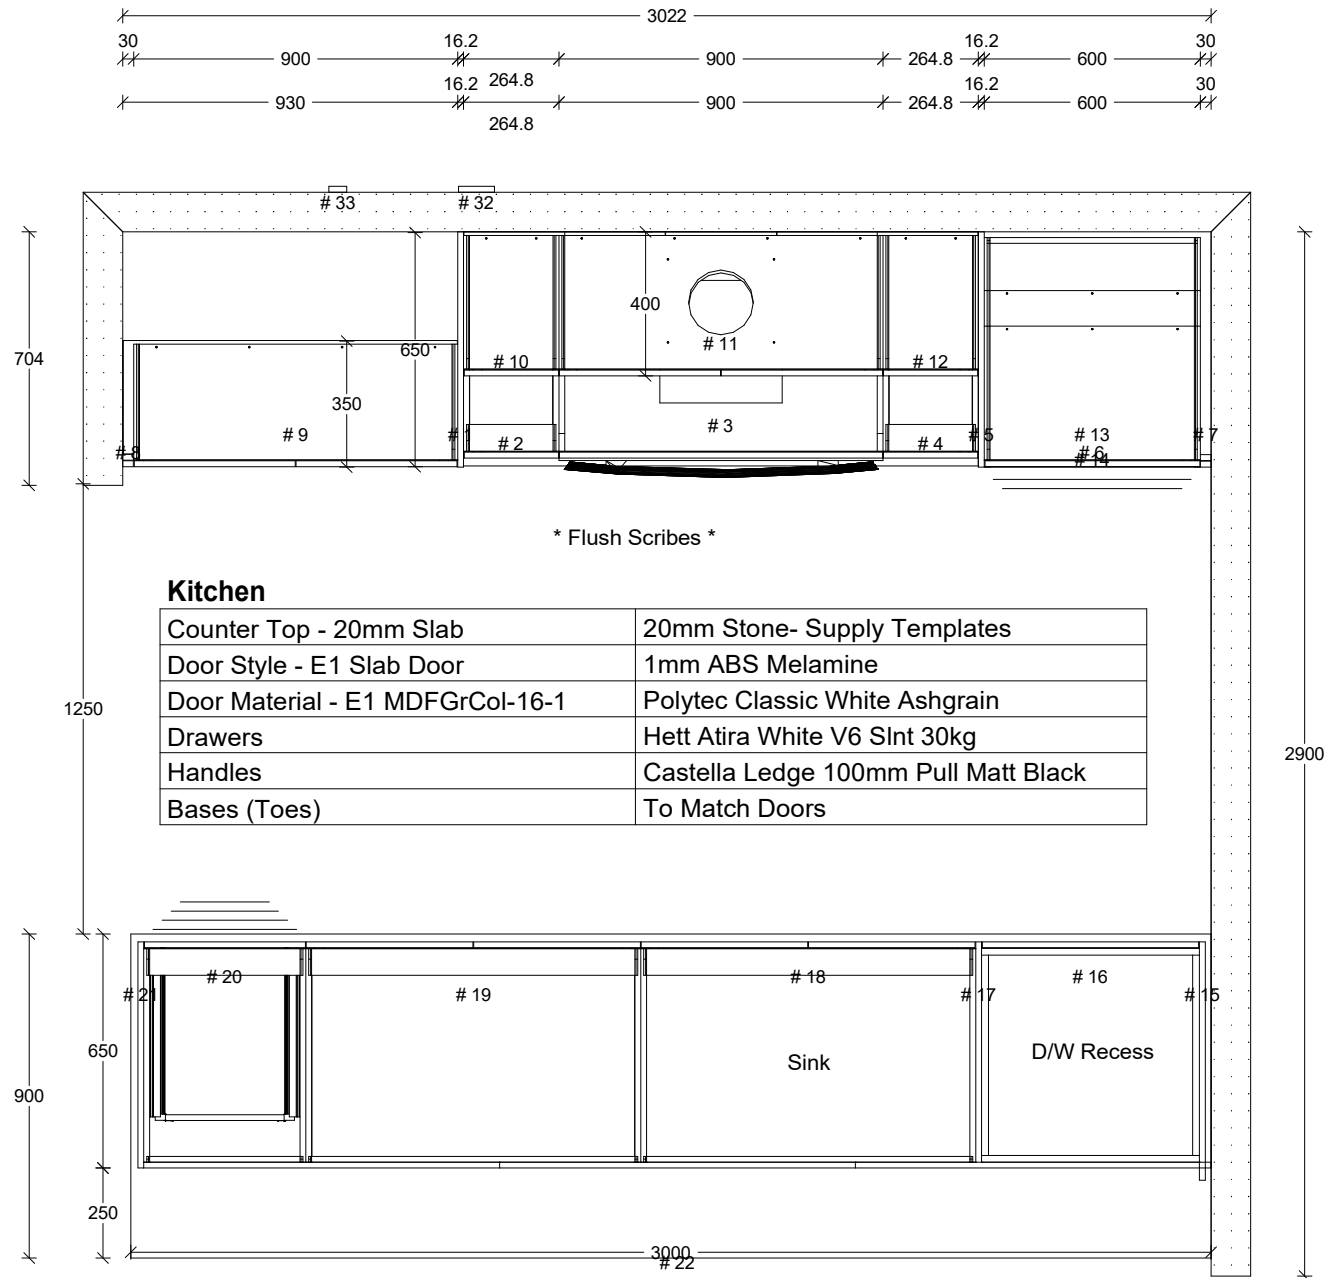 3022
30 900 16.2 264.8 900 264.8 16.2 600 30
930 16.2 264.8 900 264.8 16.2 600 30
# 33 # 32
704
400
650
350
# 10 # 11 # 12
# 8 # 9 # 1 # 2 # 3 # 4 # 5 # 13 # 7
# 6
# 14
* Flush Scribes *
Kitchen
Counter Top - 20mm Slab 20mm Stone- Supply Templates
Door Style - E1 Slab Door 1mm ABS Melamine
Door Material - E1 MDFGrCol-16-1 Polytec Classic White Ashgrain
Drawers Hett Atira White V6 Slnt 30kg
Handles Castella Ledge 100mm Pull Matt Black
Bases (Toes) To Match Doors
1250
2900
# 20 # 18 # 16
# 21 # 19 # 17 # 15
650
Sink
D/W Recess
900
250
3000
# 22